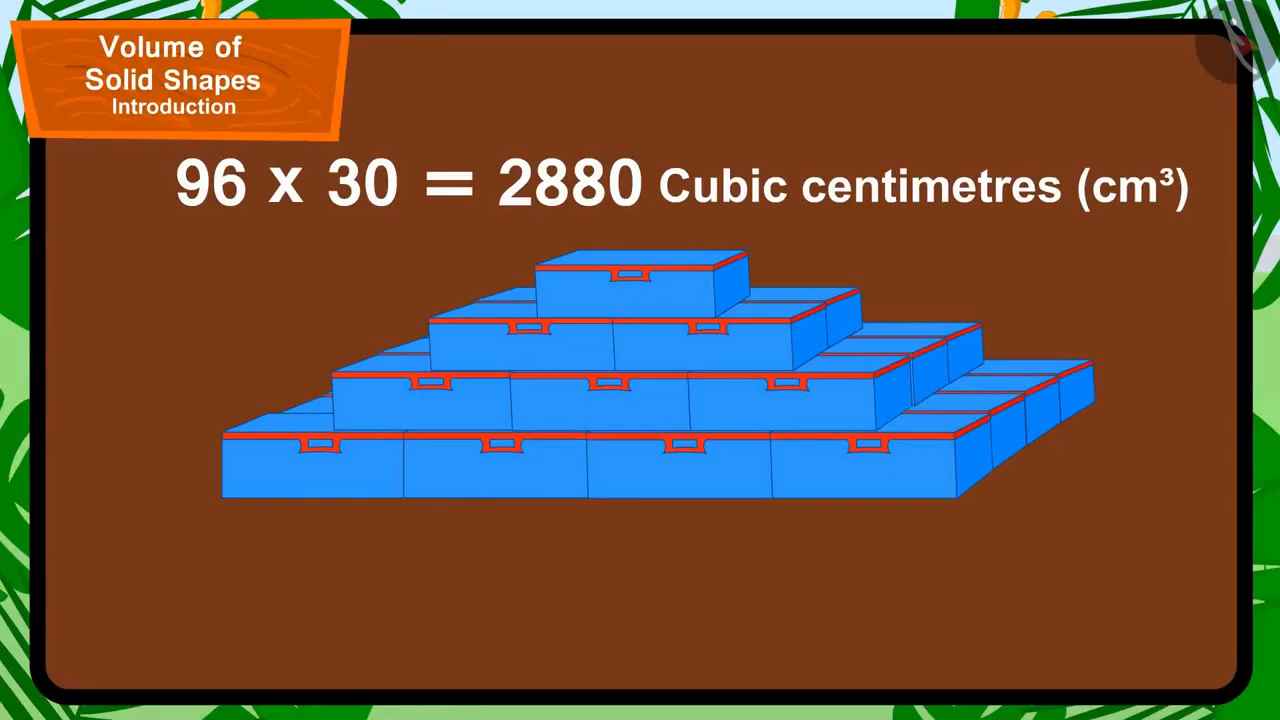 Volume of
Solid Shapes
Introduction
96 x 30 = 2880 Cubic centimetres (cm³)